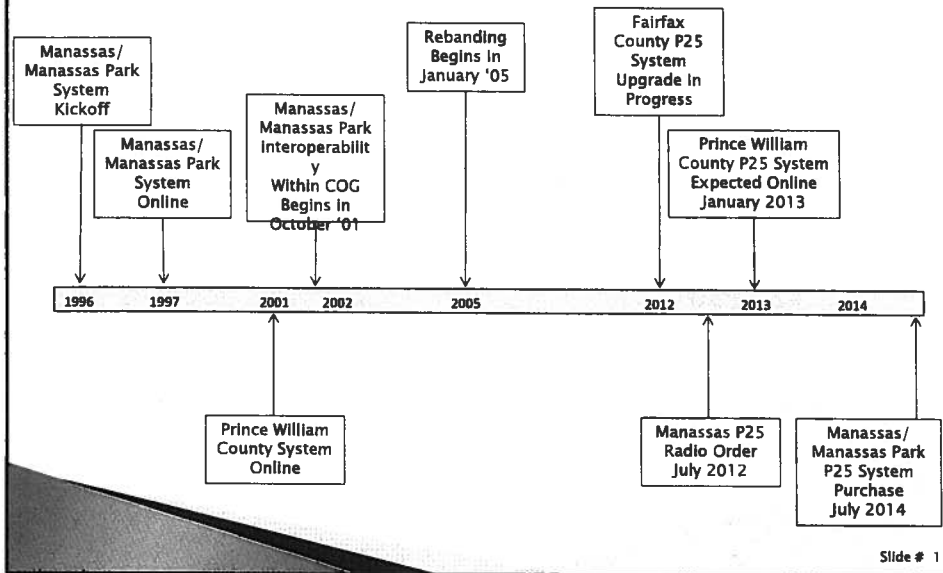 Manassas/
Manassas Park
System
Kickoff
Manassas/
Manassas Park
System
Online
Manassas/
Manassas Park
Interoperabilit
y
Within COG
Begins in
October '01
Rebanding
Begins in
January '05
Fairfax
County P25
System
Upgrade in
Progress
Prince William
County P25 System
Expected Online
January 2013
1996 1997 2001 2002 2005 2012 2013 2014
Prince William
County System
Online
Manassas P25
Radio Order
July 2012
Manassas/
Manassas Park
P25 System
Purchase
July 2014
Slide # 1